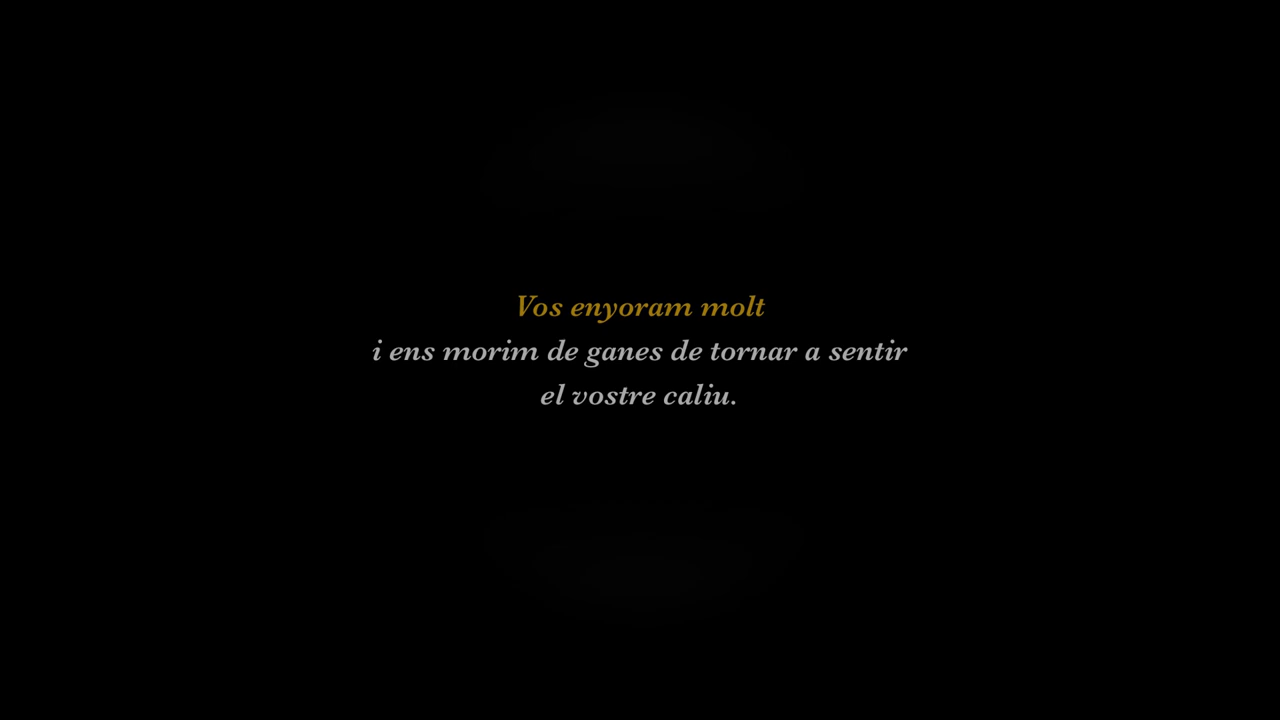 Vos enyoram molt
i ens morim de ganes de tornar a sentir
el vostre caliu.